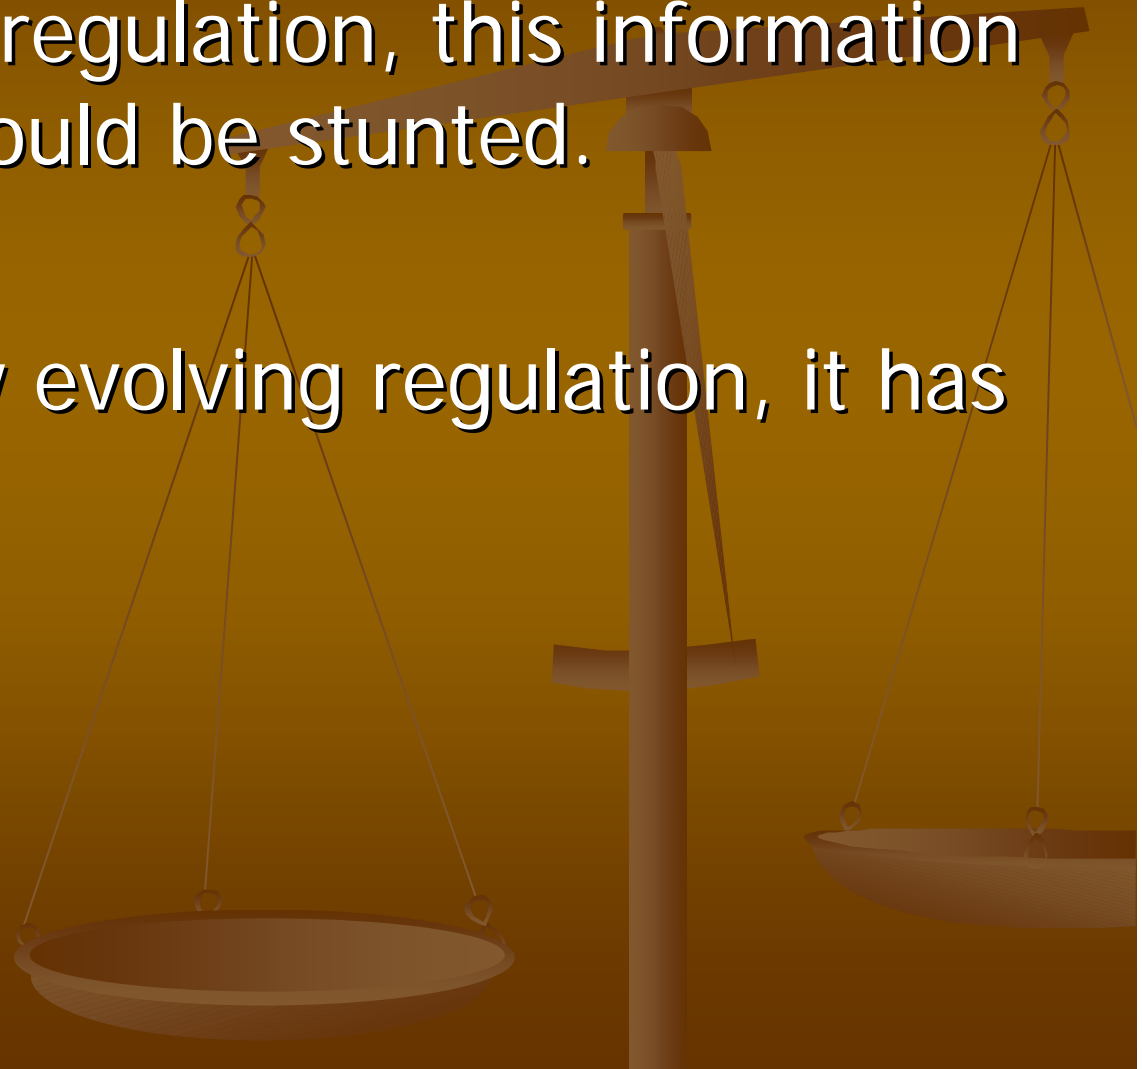 regulation, this information
ould be stunted.
evolving regulation, it has